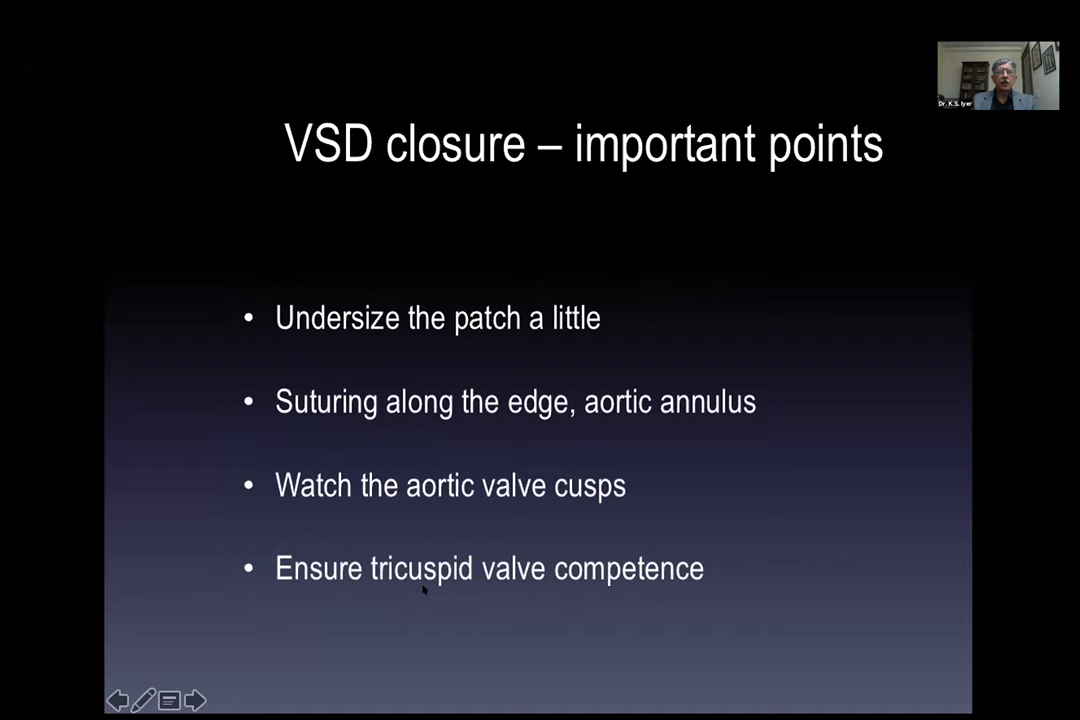 Dr. K.S. Iyer
VSD closure – important points
• Undersize the patch a little
• Suturing along the edge, aortic annulus
• Watch the aortic valve cusps
• Ensure tricuspid valve competence